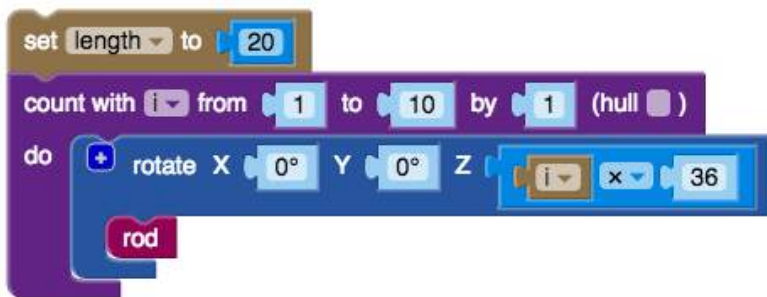 set length to 20
count with i from 1 to 10 by 1 (hull )
do + rotate X 0° Y 0° Z i × 36
rod